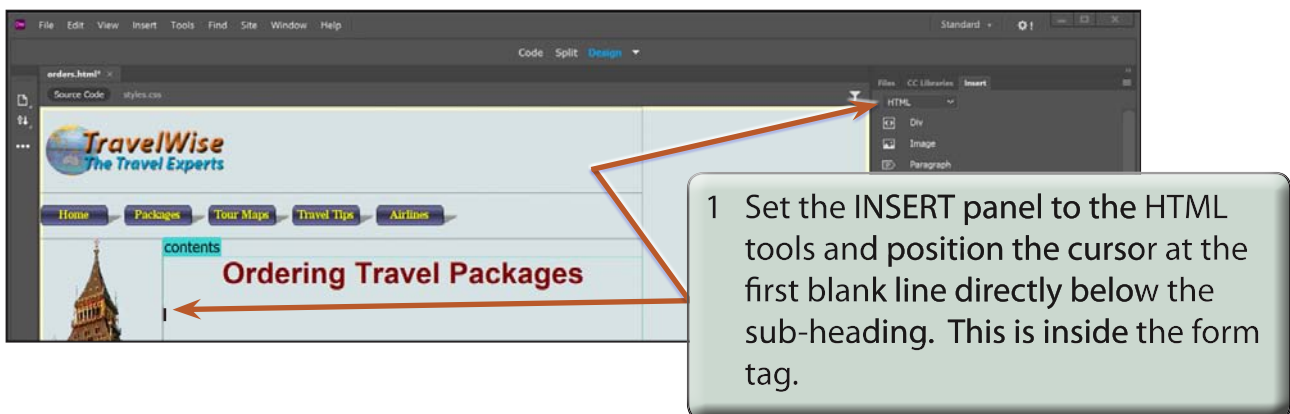 Dw File Edit View Insert Tools Find Site Window Help Standard
Code Split Design
orders.html* ×
Source Code styles.css
Files CC Libraries Insert
HTML
Div
Image
Paragraph
TravelWise
The Travel Experts
Home Packages Tour Maps Travel Tips Airlines
contents
Ordering Travel Packages
1 Set the INSERT panel to the HTML
tools and position the cursor at the
first blank line directly below the
sub-heading. This is inside the form
tag.